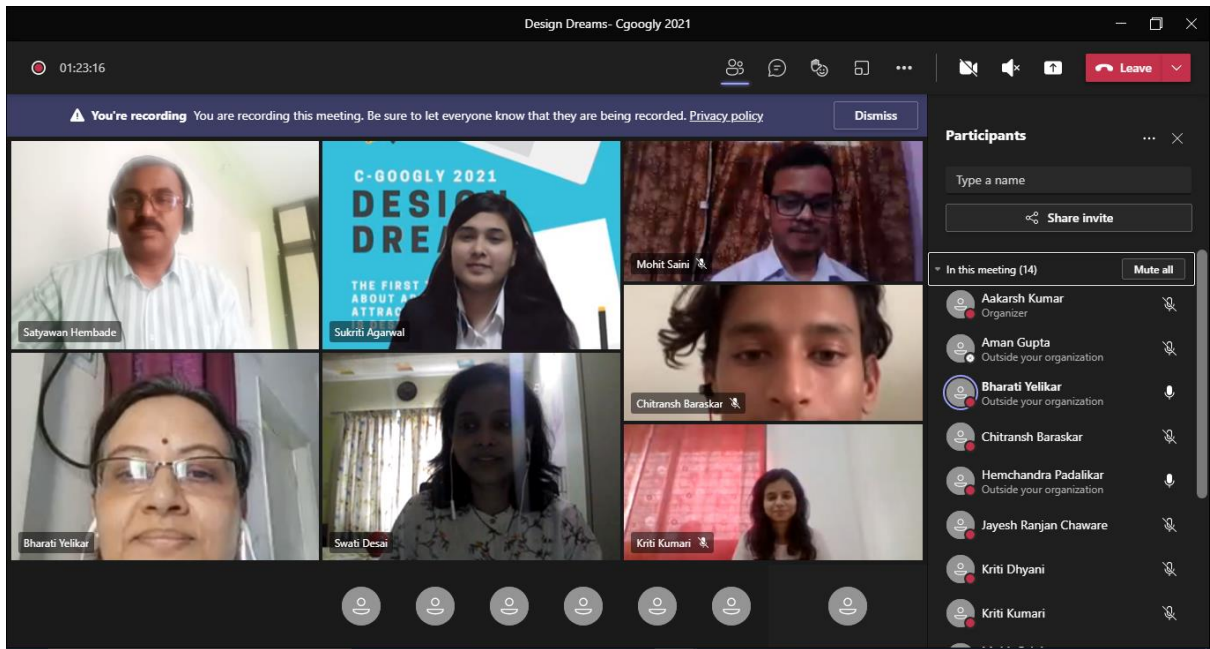 Design Dreams- Cgoogly 2021
01:23:16
Leave
You're recording You are recording this meeting. Be sure to let everyone know that they are being recorded. Privacy policy
Dismiss
Satyawan Hembade
C-GOOGLY 2021
DESIG
DRE
THE FIRST
ABOUT
ATTRAC
Sukriti Agarwal
Mohit Saini
Chitransh Baraskar
Bharati Yelikar
Swati Desai
Kriti Kumari
Participants
Type a name
Share invite
In this meeting (14)
Mute all
Aakarsh Kumar
Organizer
Aman Gupta
Outside your organization
Bharati Yelikar
Outside your organization
Chitransh Baraskar
Hemchandra Padalikar
Outside your organization
Jayesh Ranjan Chaware
Kriti Dhyani
Kriti Kumari